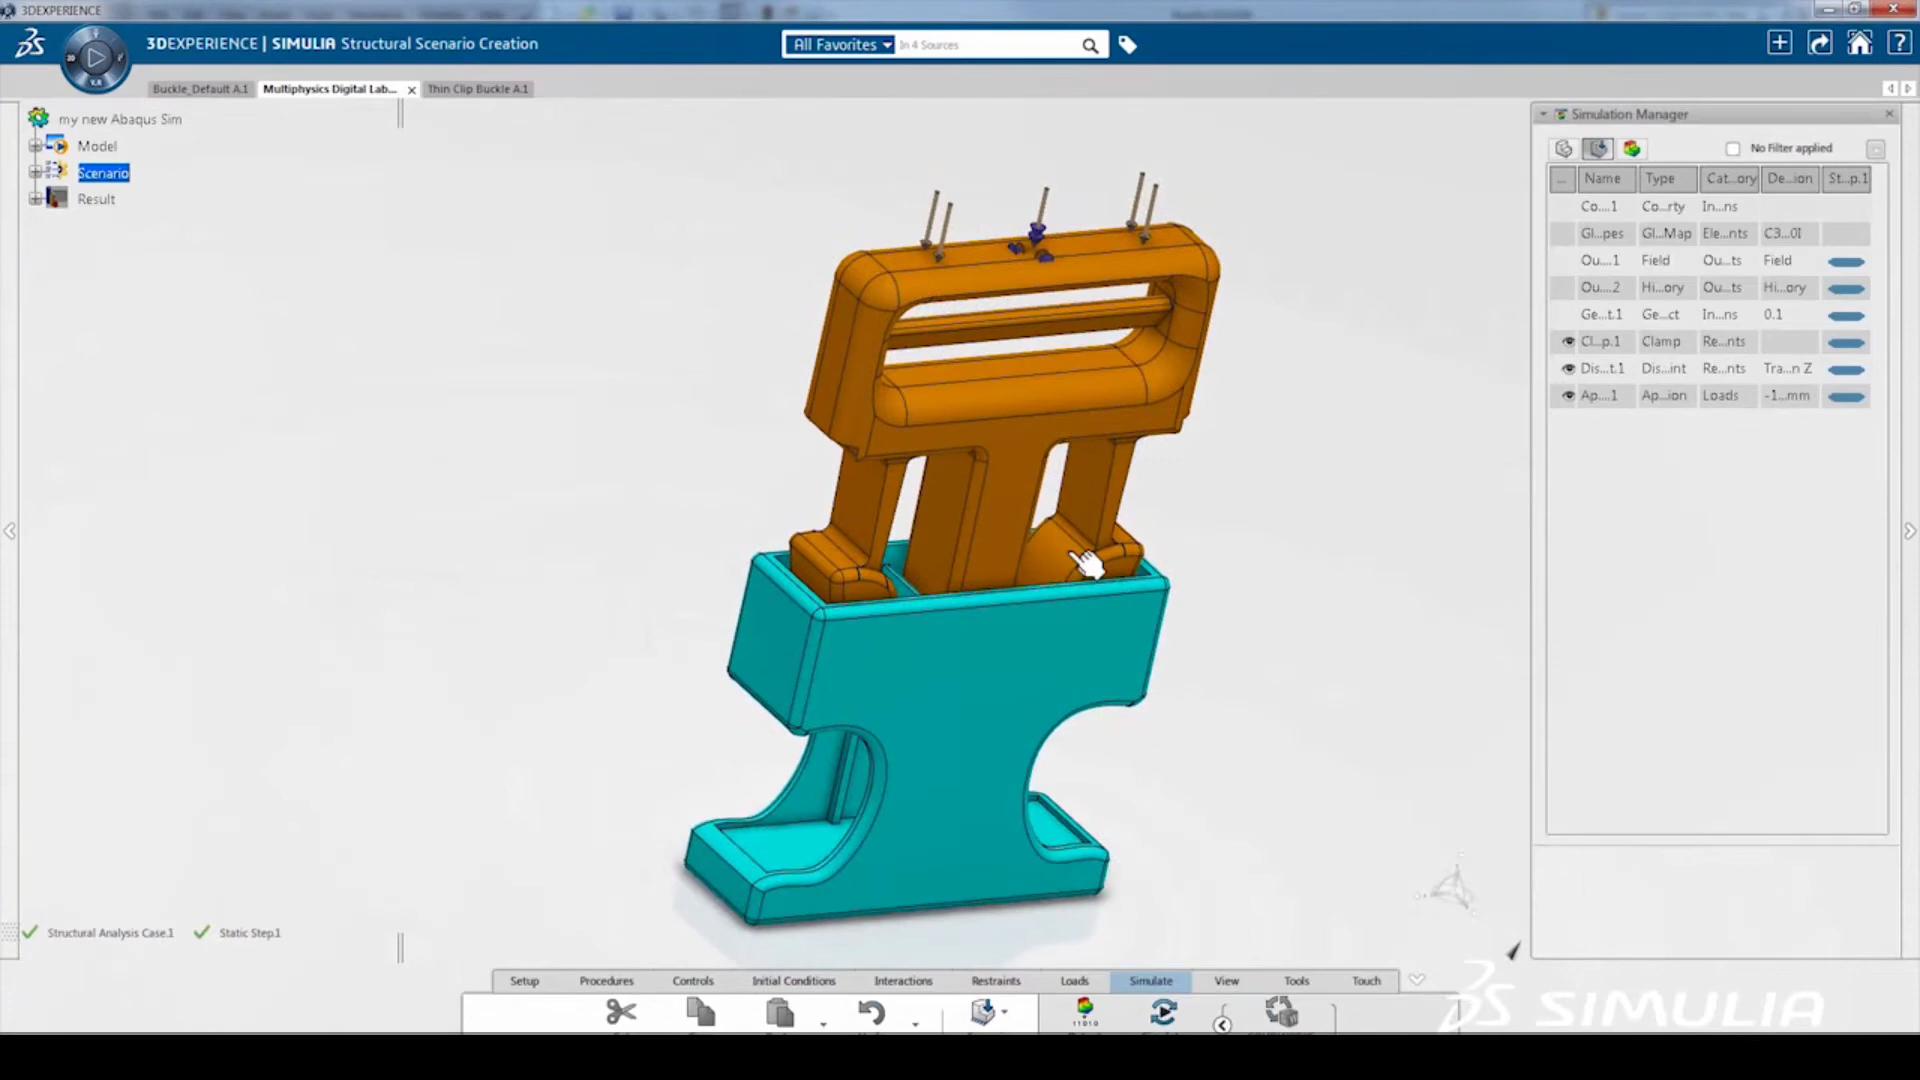 3DEXPERIENCE
3DEXPERIENCE | SIMULIA Structural Scenario Creation
All Favorites In 4 Sources
Buckle_Default A.1 Multiphysics Digital Lab... x Thin Clip Buckle A.1
my new Abaqus Sim
Model
Scenario
Result
Simulation Manager
No Filter applied
... Name Type Cat...ory De...ion St...p.1
Co....1 Co...rty In...ns
Gl...pes Gl...Map Ele...nts C3...0I
Ou....1 Field Ou...ts Field
Ou....2 Hi...ory Ou...ts Hi...ory
Ge...t.1 Ge...ct In...ns 0.1
Cl...p.1 Clamp Re...nts
Dis...t.1 Dis...int Re...nts Tra...n Z
Ap....1 Ap...ion Loads -1...mm
Structural Analysis Case.1 Static Step.1
Setup Procedures Controls Initial Conditions Interactions Restraints Loads Simulate View Tools Touch
SIMULIA